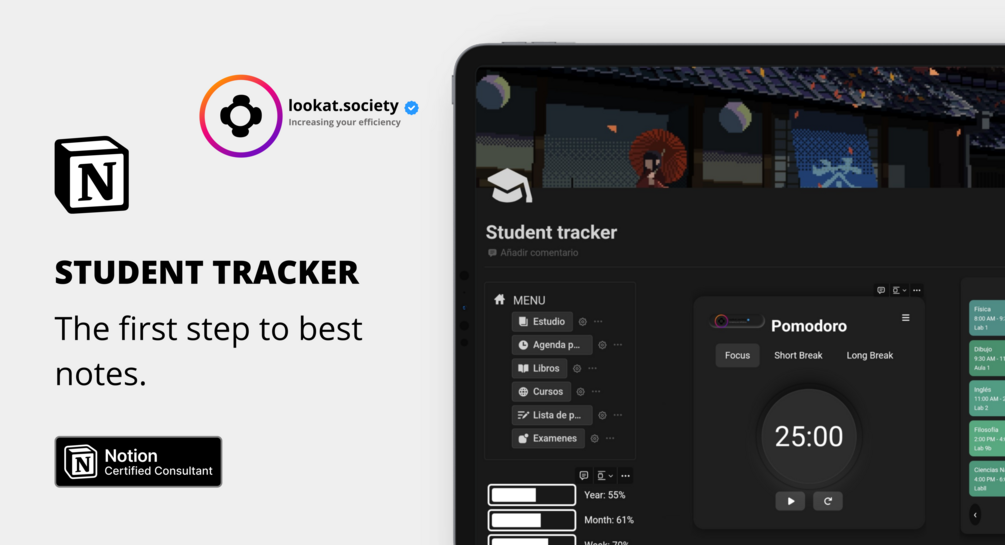 lookat.society
Increasing your efficiency
N
STUDENT TRACKER
The first step to best
notes.
N
Notion
Certified Consultant
Student tracker
Añadir comentario
MENU
Estudio
Agenda p...
Libros
Cursos
Lista de p...
Examenes
Year: 55%
Month: 61%
Week: 70%
Pomodoro
Focus
Short Break
Long Break
25:00
Física
8:00 AM - 9:
Lab 1
Dibujo
9:30 AM - 11
Aula 1
Inglés
11:00 AM - 2
Lab 2
Filosofía
2:00 PM - 4:
Lab 9b
Ciencias N
4:00 PM - 6:
Lab8